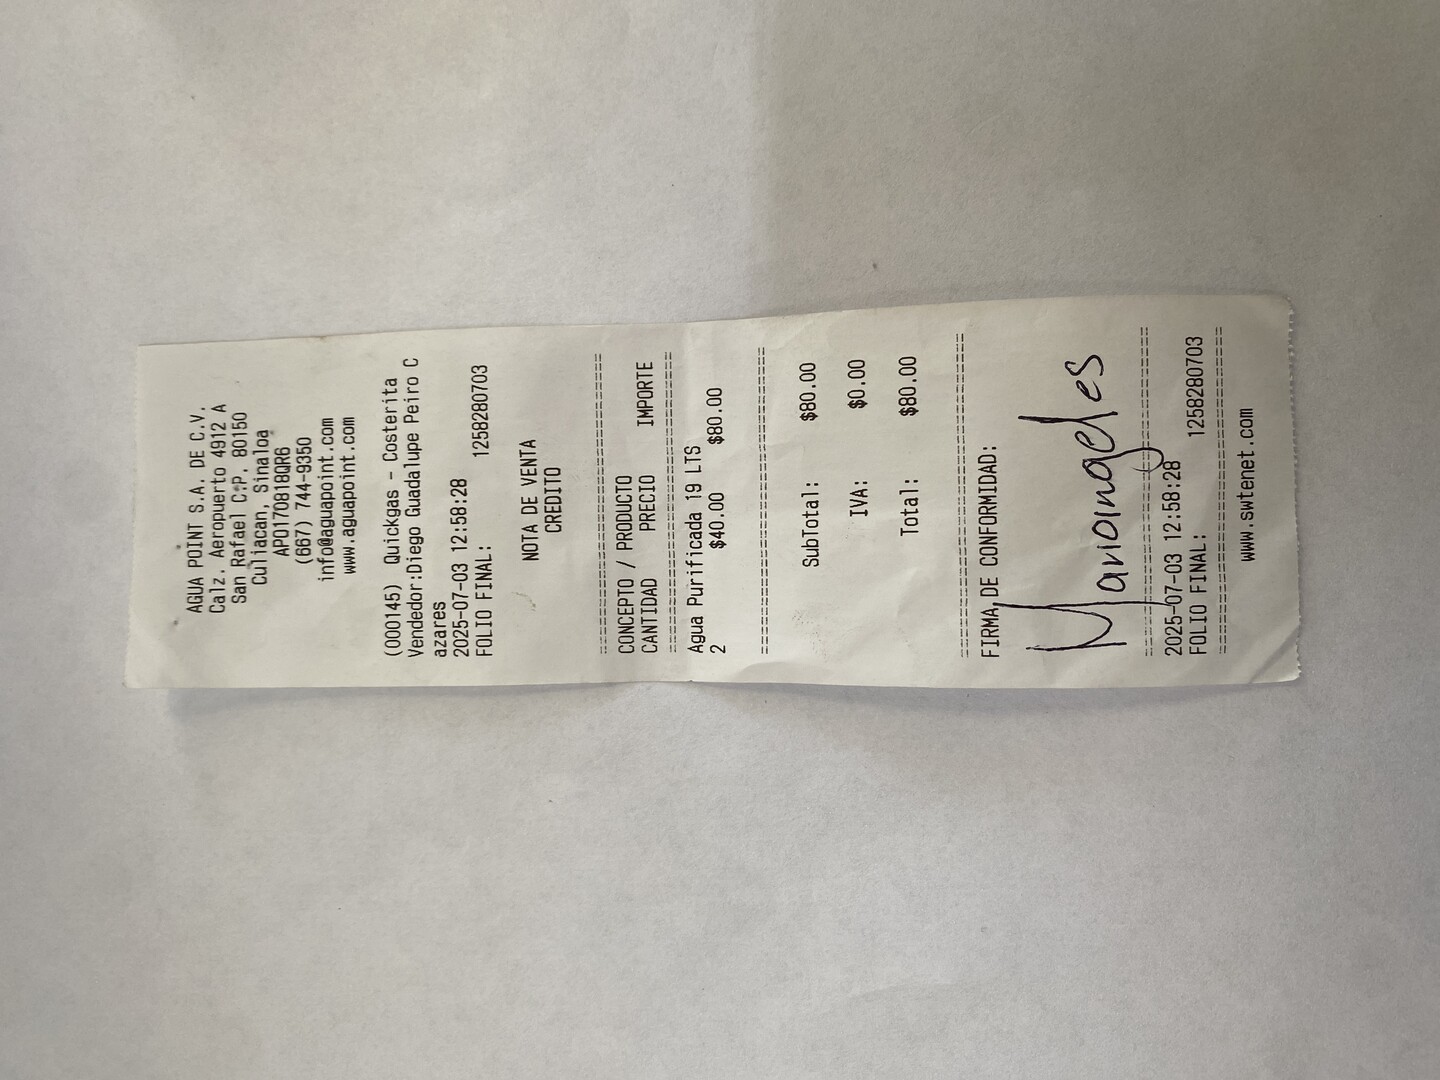 AGUA POINT S.A. DE C.V.
Calz. Aeropuerto 4912 A
San Rafael C.P. 80150
Culiacan, Sinaloa
APO170818QR6
(667) 744-9350
info@aguapoint.com
www.aguapoint.com
(000145) Quickgas - Costerita
Vendedor:Diego Guadalupe Peiro C
azares
2025-07-03 12:58:28
FOLIO FINAL: 1258280703
NOTA DE VENTA
CREDITO
================================
CONCEPTO / PRODUCTO
CANTIDAD PRECIO IMPORTE
================================
Agua Purificada 19 LTS
2 $40.00 $80.00
================================
SubTotal: $80.00
IVA: $0.00
Total: $80.00
================================
FIRMA DE CONFORMIDAD:
Mariangeles
================================
2025-07-03 12:58:28
FOLIO FINAL: 1258280703
================================
www.swtenet.com